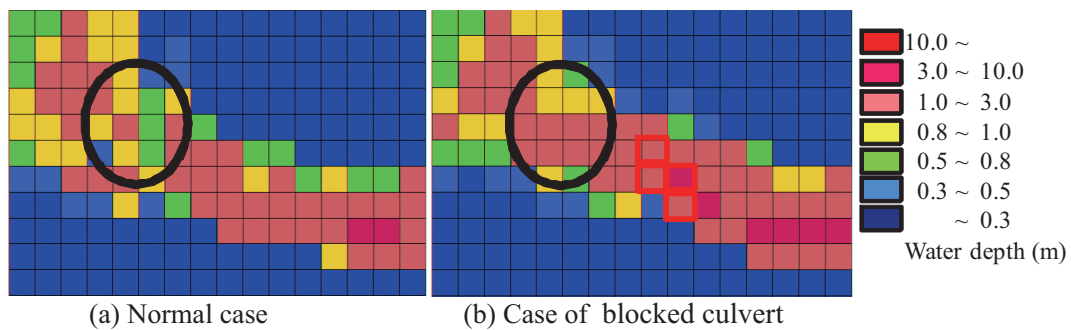 10.0 ~
3.0 ~ 10.0
1.0 ~ 3.0
0.8 ~ 1.0
0.5 ~ 0.8
0.3 ~ 0.5
~ 0.3
Water depth (m)
(a) Normal case
(b) Case of blocked culvert